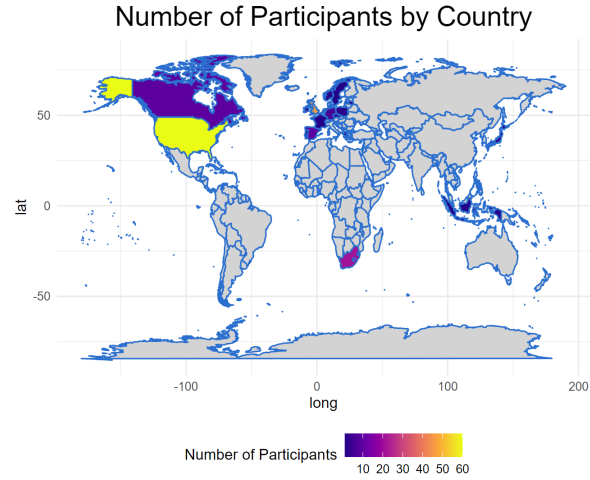 Number of Participants by Country
50
0
-50
lat
-100 0 100 200
long
Number of Participants
10 20 30 40 50 60